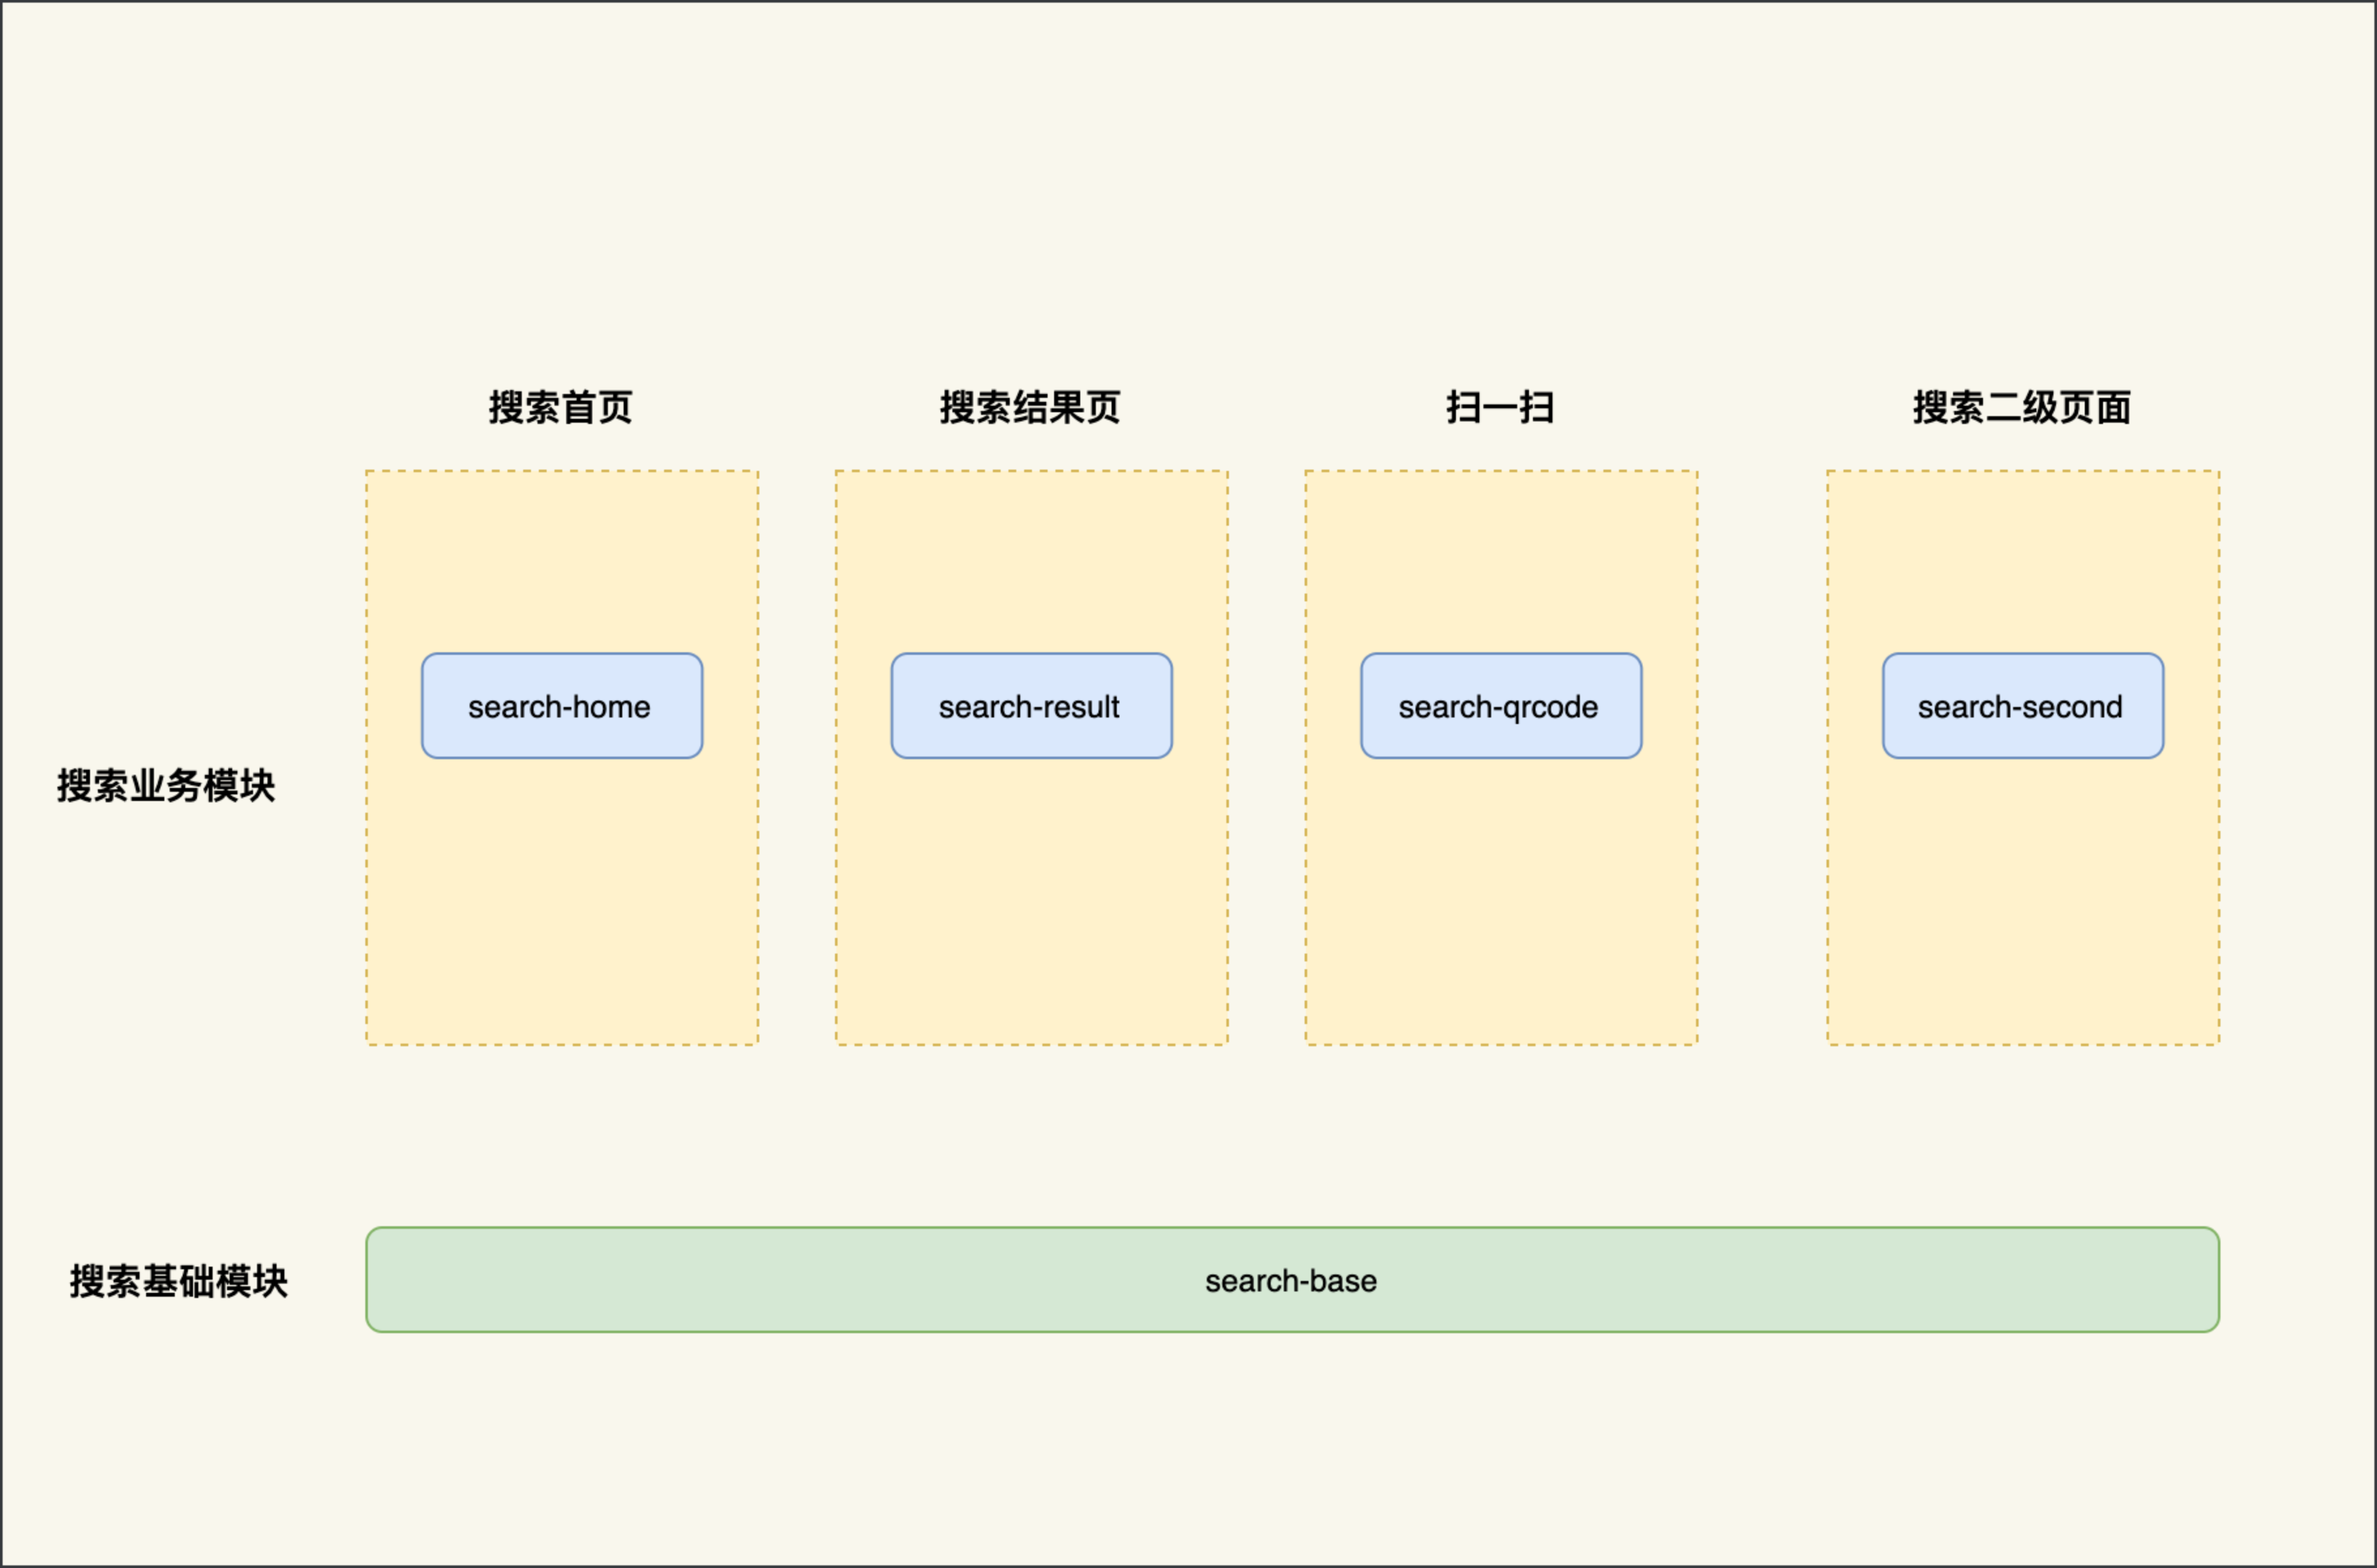 搜索首页
搜索结果页
扫一扫
搜索二级页面
search-home
search-result
search-qrcode
search-second
搜索业务模块
搜索基础模块
search-base